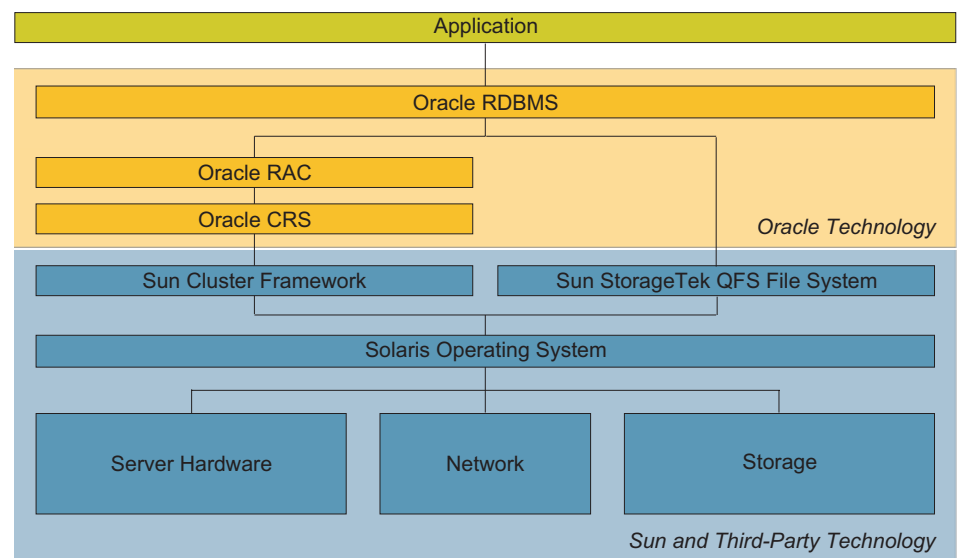 Application
Oracle RDBMS
Oracle RAC
Oracle CRS
Oracle Technology
Sun Cluster Framework
Sun StorageTek QFS File System
Solaris Operating System
Server Hardware
Network
Storage
Sun and Third-Party Technology